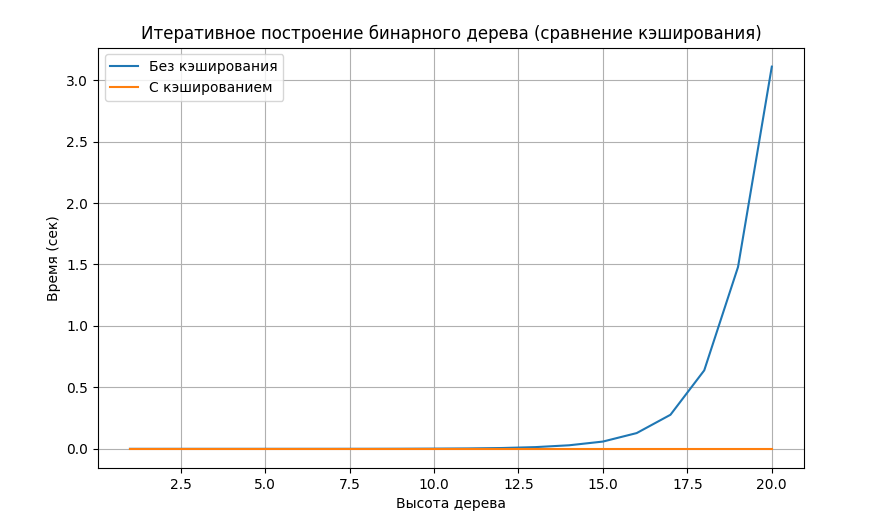 Итеративное построение бинарного дерева (сравнение кэширования)
Без кэширования
С кэшированием
Время (сек)
3.0
2.5
2.0
1.5
1.0
0.5
0.0
2.5 5.0 7.5 10.0 12.5 15.0 17.5 20.0
Высота дерева